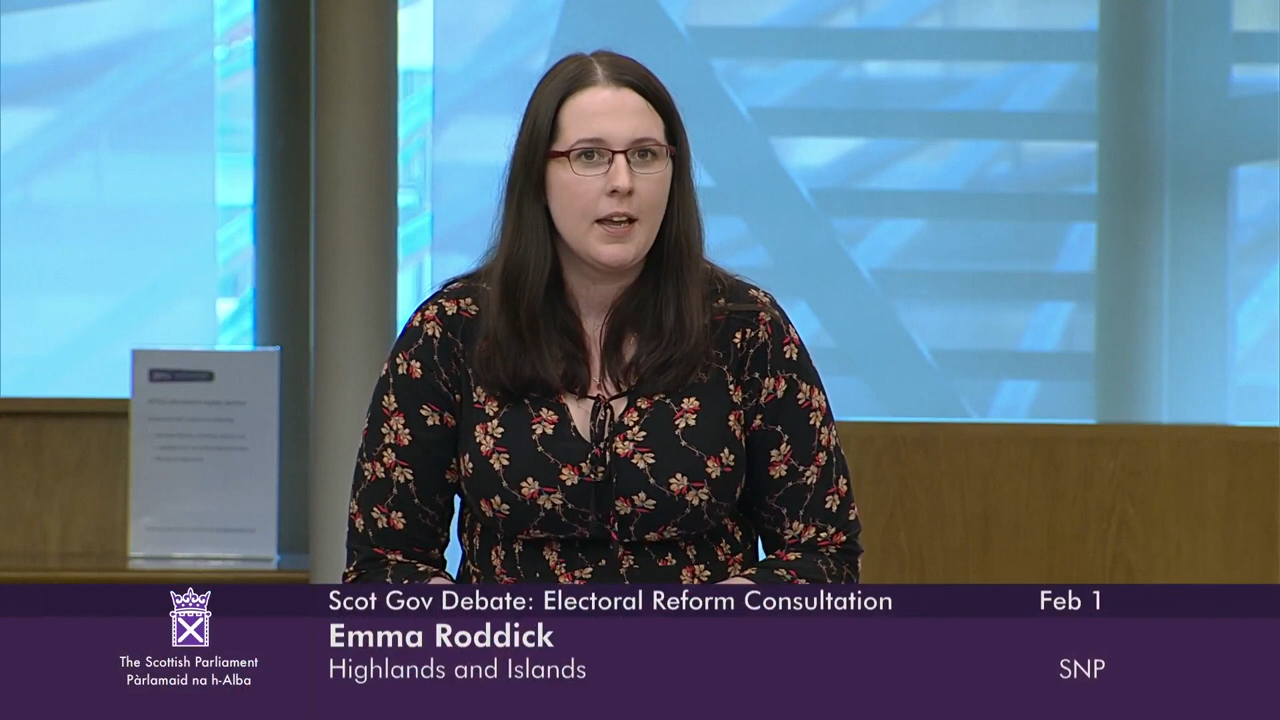 Scot Gov Debate: Electoral Reform Consultation Feb 1
Emma Roddick
Highlands and Islands SNP
The Scottish Parliament
Pàrlamaid na h-Alba